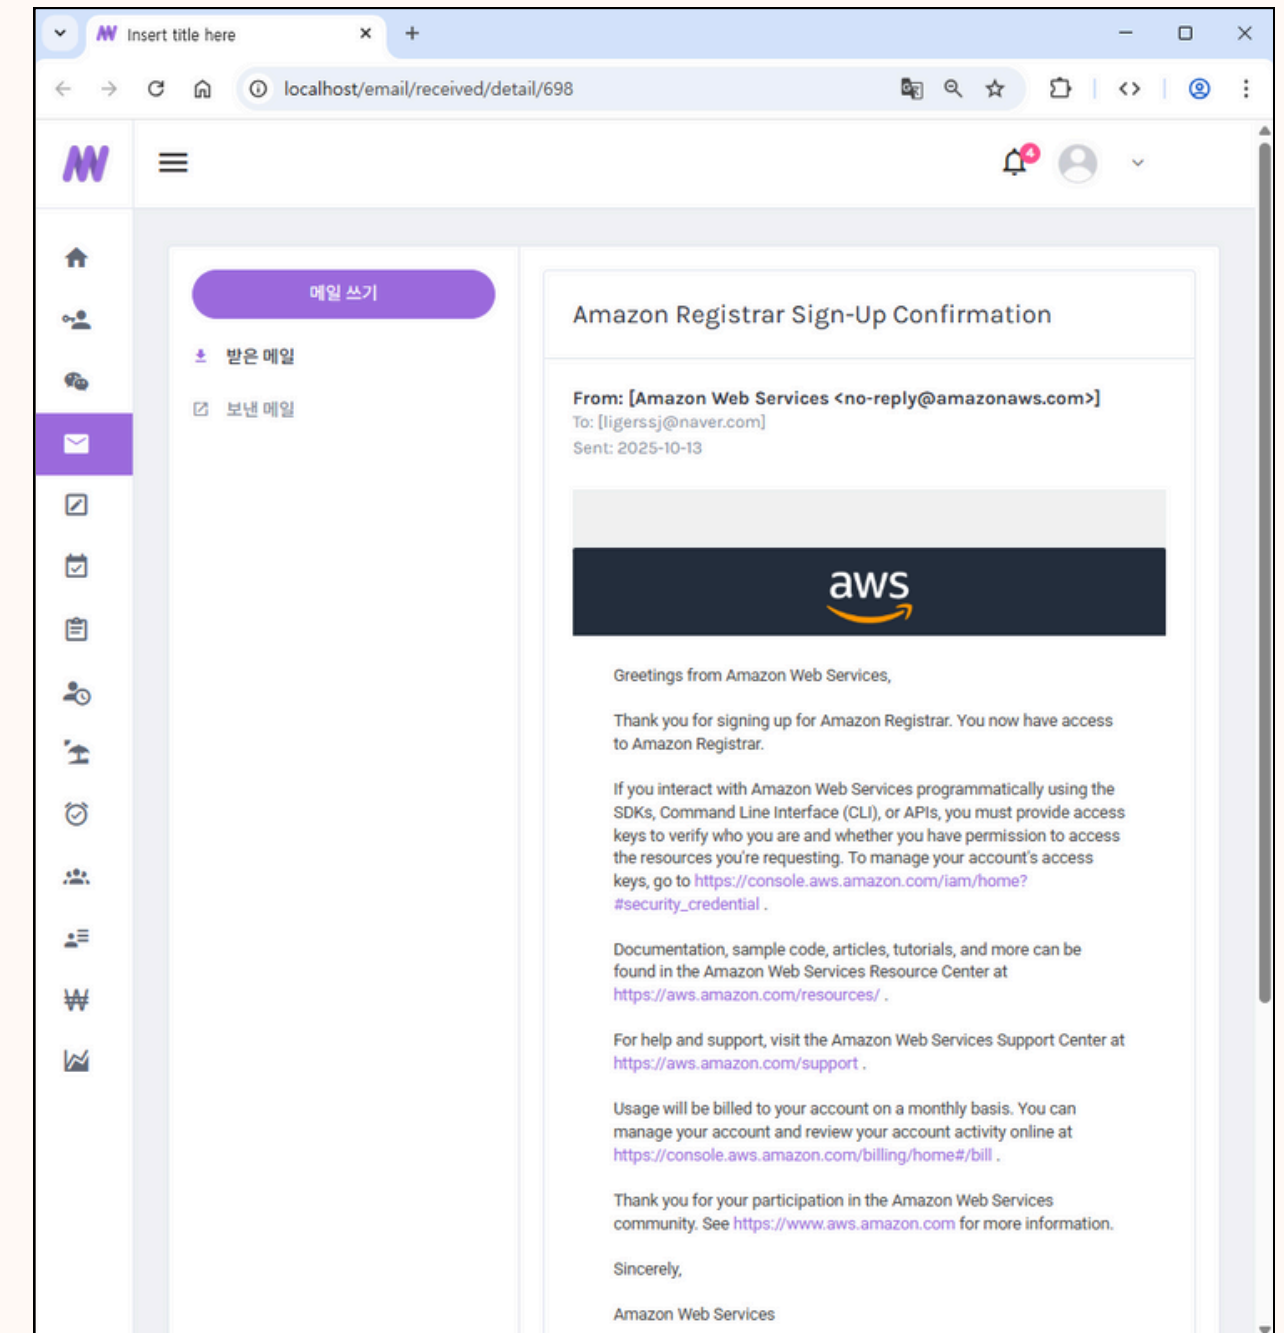 Insert title here
localhost/email/received/detail/698
4
메일 쓰기
받은 메일
보낸 메일
Amazon Registrar Sign-Up Confirmation
From: [Amazon Web Services <no-reply@amazonaws.com>]
To: [ligerssj@naver.com]
Sent: 2025-10-13
aws
Greetings from Amazon Web Services,
Thank you for signing up for Amazon Registrar. You now have access
to Amazon Registrar.
If you interact with Amazon Web Services programmatically using the
SDKs, Command Line Interface (CLI), or APIs, you must provide access
keys to verify who you are and whether you have permission to access
the resources you're requesting. To manage your account's access
keys, go to https://console.aws.amazon.com/iam/home?
#security_credential .
Documentation, sample code, articles, tutorials, and more can be
found in the Amazon Web Services Resource Center at
https://aws.amazon.com/resources/ .
For help and support, visit the Amazon Web Services Support Center at
https://aws.amazon.com/support .
Usage will be billed to your account on a monthly basis. You can
manage your account and review your account activity online at
https://console.aws.amazon.com/billing/home#/bill .
Thank you for your participation in the Amazon Web Services
community. See https://www.aws.amazon.com for more information.
Sincerely,
Amazon Web Services